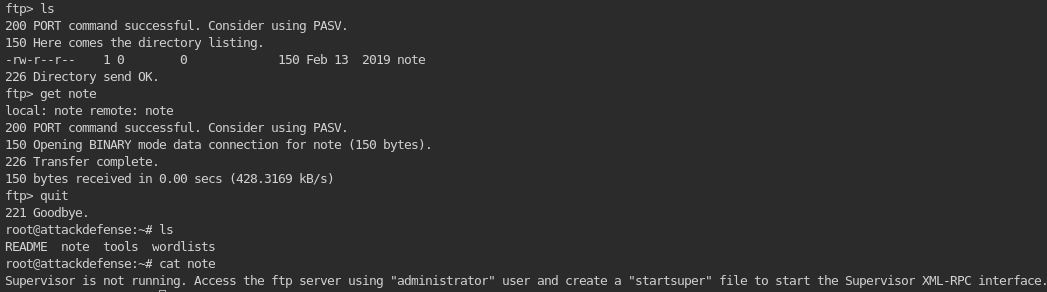 ftp> ls
200 PORT command successful. Consider using PASV.
150 Here comes the directory listing.
-rw-r--r--    1 0        0             150 Feb 13  2019 note
226 Directory send OK.
ftp> get note
local: note remote: note
200 PORT command successful. Consider using PASV.
150 Opening BINARY mode data connection for note (150 bytes).
226 Transfer complete.
150 bytes received in 0.00 secs (428.3169 kB/s)
ftp> quit
221 Goodbye.
root@attackdefense:~# ls
README  note  tools  wordlists
root@attackdefense:~# cat note
Supervisor is not running. Access the ftp server using "administrator" user and create a "startsuper" file to start the Supervisor XML-RPC interface.